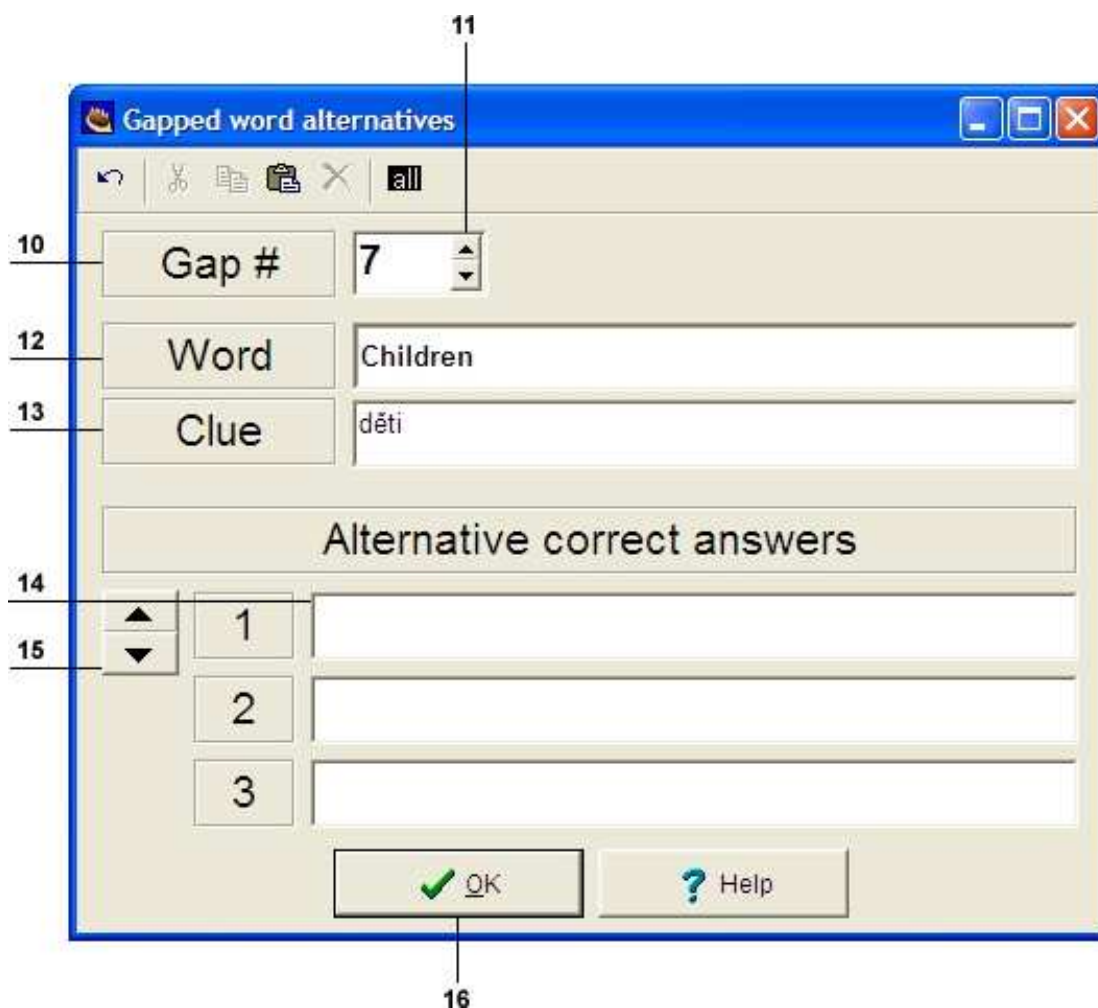 11
Gapped word alternatives
all
10
Gap #
7
12
Word
Children
13
Clue
děti
Alternative correct answers
14
1
15
2
3
OK
Help
16